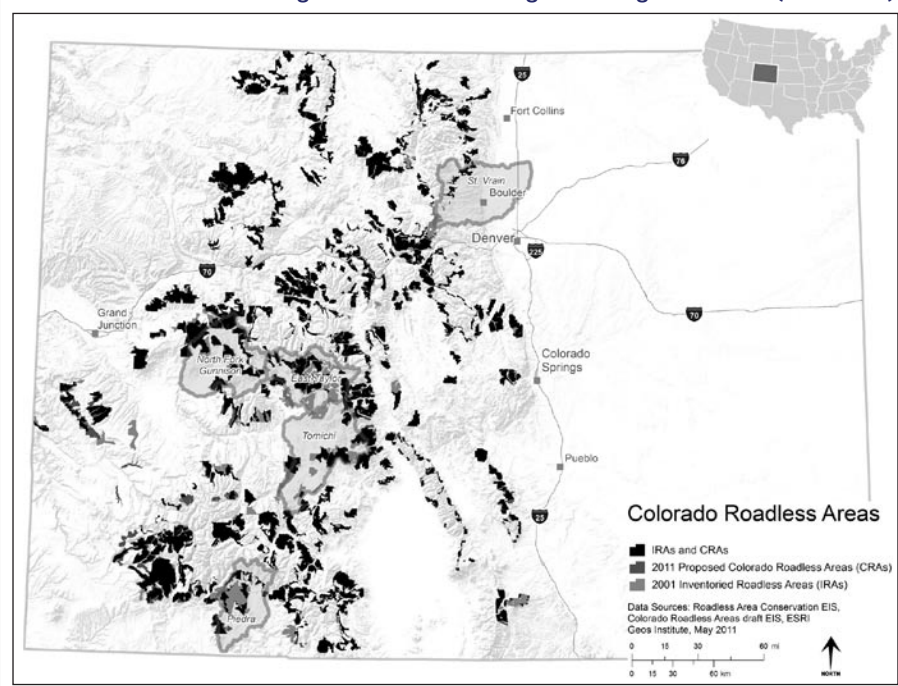 25
Fort Collins
76
St. Vrain
Boulder
Denver
225
70
70
Grand
Junction
North Fork
Gunnison
East-Taylor
Colorado
Springs
Tomichi
Pueblo
25
Piedra
Colorado Roadless Areas
IRAs and CRAs
2011 Proposed Colorado Roadless Areas (CRAs)
2001 Inventoried Roadless Areas (IRAs)
Data Sources: Roadless Area Conservation EIS,
Colorado Roadless Areas draft EIS, ESRI
Geos Institute, May 2011
0 15 30 60 mi
0 15 30 60 km
NORTH